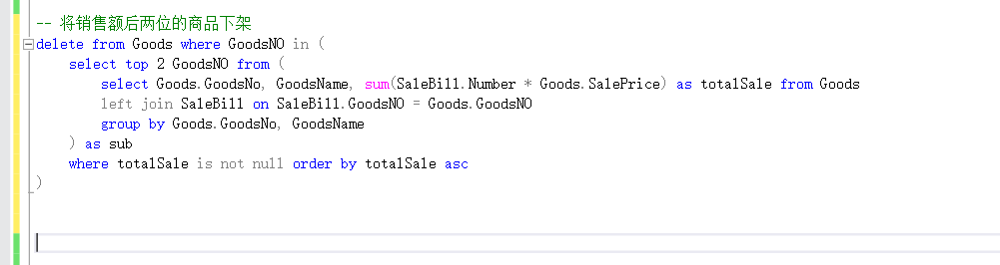 -- 将销售额后两位的商品下架
delete from Goods where GoodsNO in (
select top 2 GoodsNO from (
select Goods.GoodsNo, GoodsName, sum(SaleBill.Number * Goods.SalePrice) as totalSale from Goods
left join SaleBill on SaleBill.GoodsNO = Goods.GoodsNO
group by Goods.GoodsNo, GoodsName
) as sub
where totalSale is not null order by totalSale asc
)